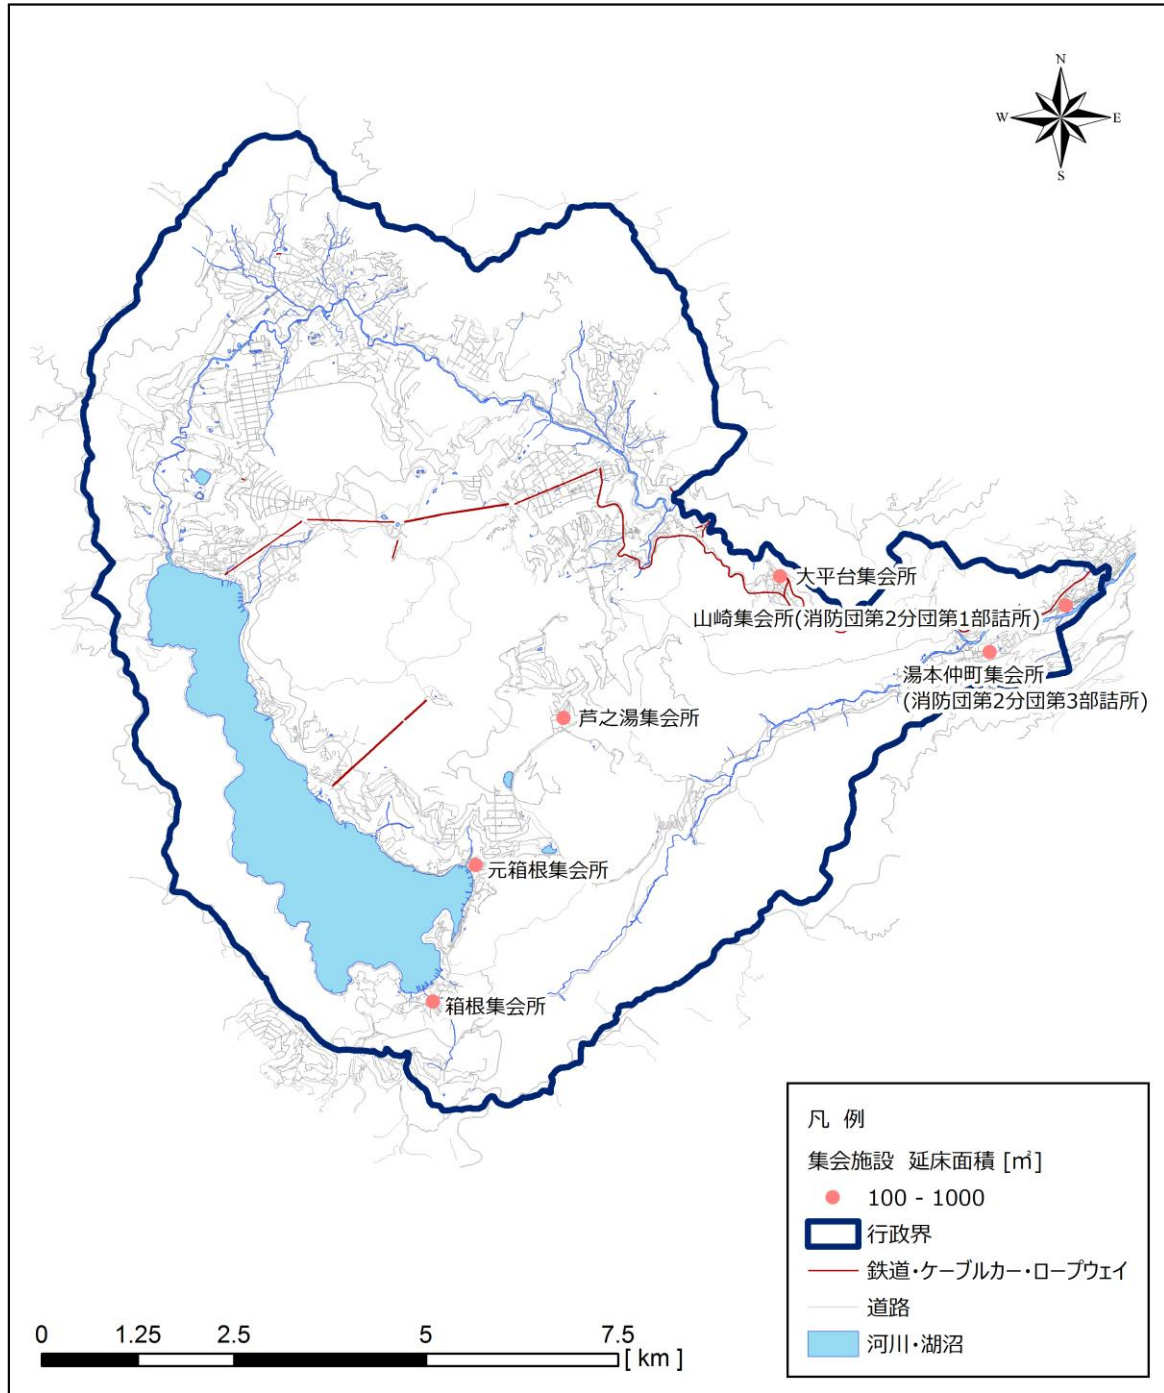 N
W E
S
大平台集会所
山崎集会所(消防団第2分団第1部詰所)
湯本仲町集会所
(消防団第2分団第3部詰所)
芦之湯集会所
元箱根集会所
箱根集会所
凡 例
集会施設 延床面積 [㎡]
100 - 1000
行政界
鉄道・ケーブルカー・ロープウェイ
道路
河川・湖沼
0 1.25 2.5 5 7.5
[ km ]